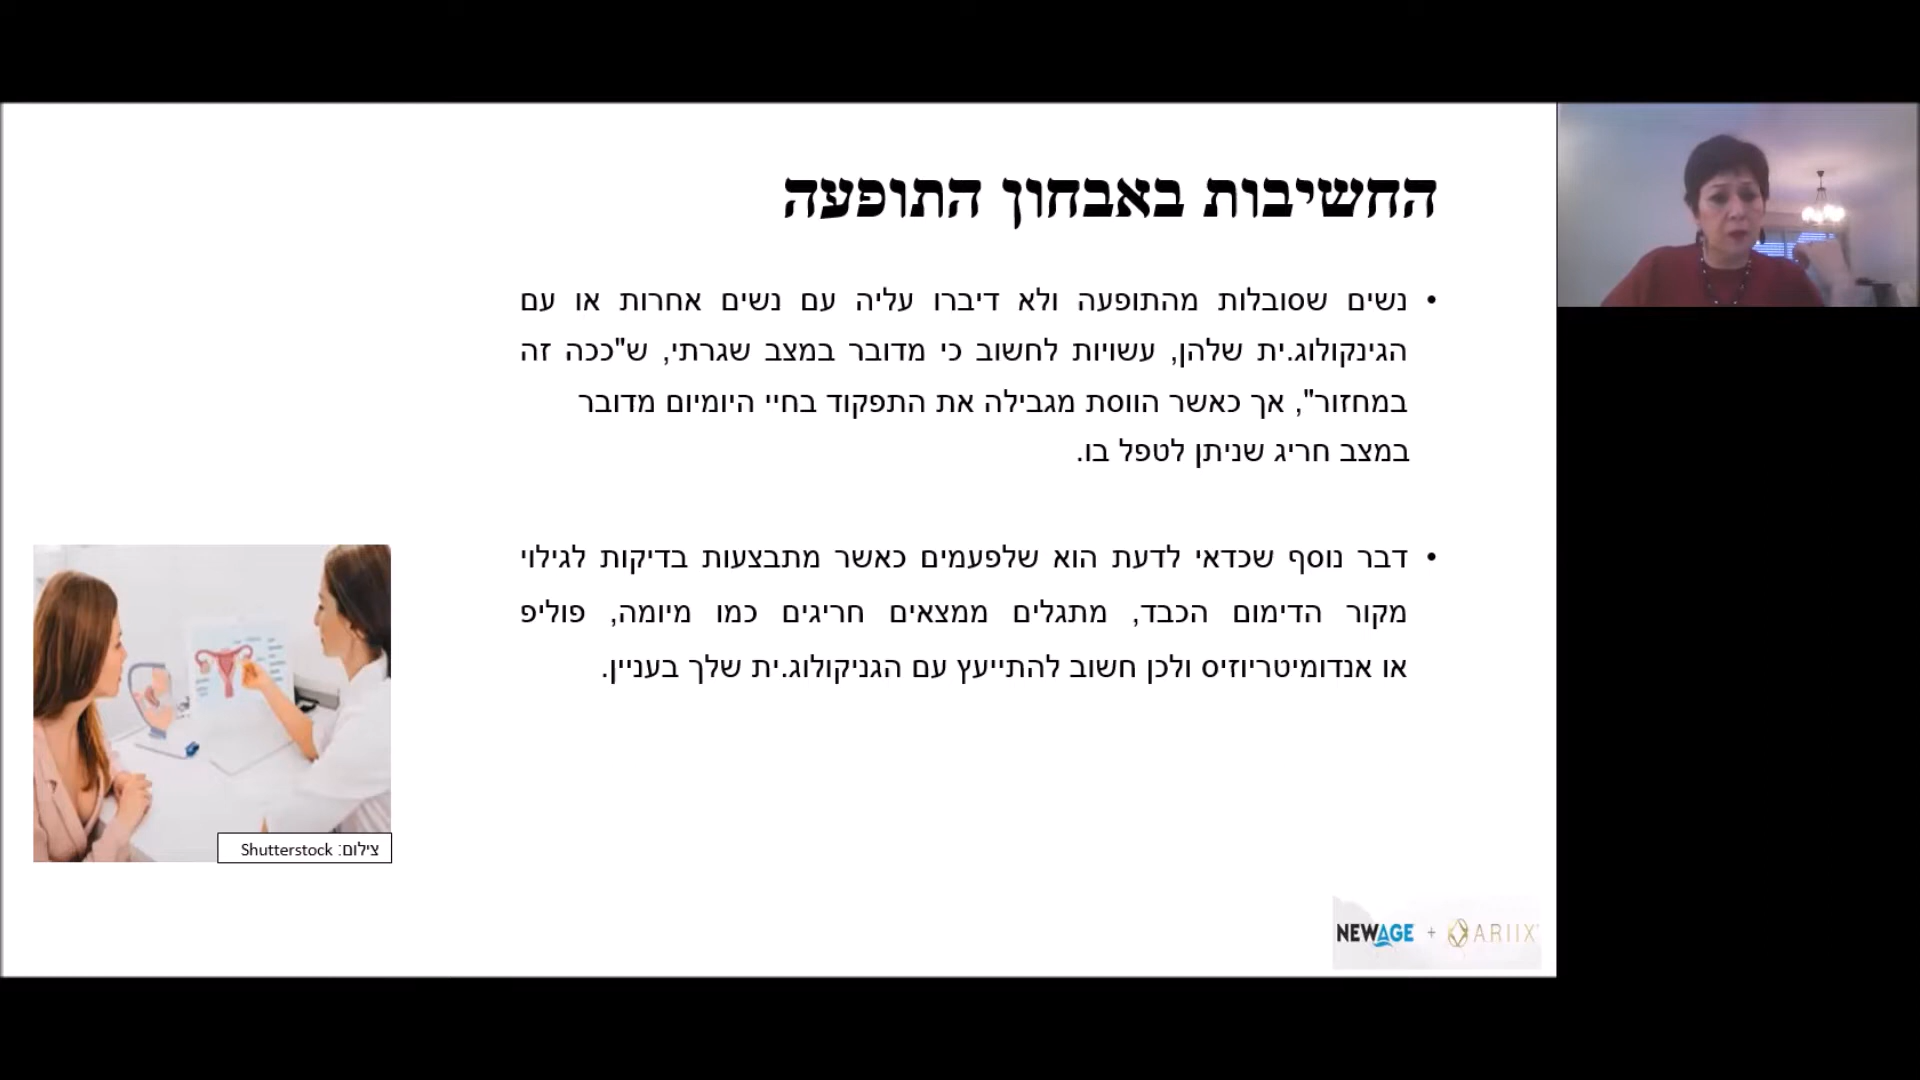 החשיבות באבחון התופעה
• נשים שסובלות מהתופעה ולא דיברו עליה עם נשים אחרות או עם
הגינקולוג.ית שלהן, עשויות לחשוב כי מדובר במצב שגרתי, ש"ככה זה
במחזור", אך כאשר הווסת מגבילה את התפקוד בחיי היומיום מדובר
במצב חריג שניתן לטפל בו.
• דבר נוסף שכדאי לדעת הוא שלפעמים כאשר מתבצעות בדיקות לגילוי
מקור הדימום הכבד, מתגלים ממצאים חריגים כמו מיומה, פוליפ
או אנדומיטריוזיס ולכן חשוב להתייעץ עם הגניקולוג.ית שלך בעניין.
צילום: Shutterstock
NEWAGE + ARIIX